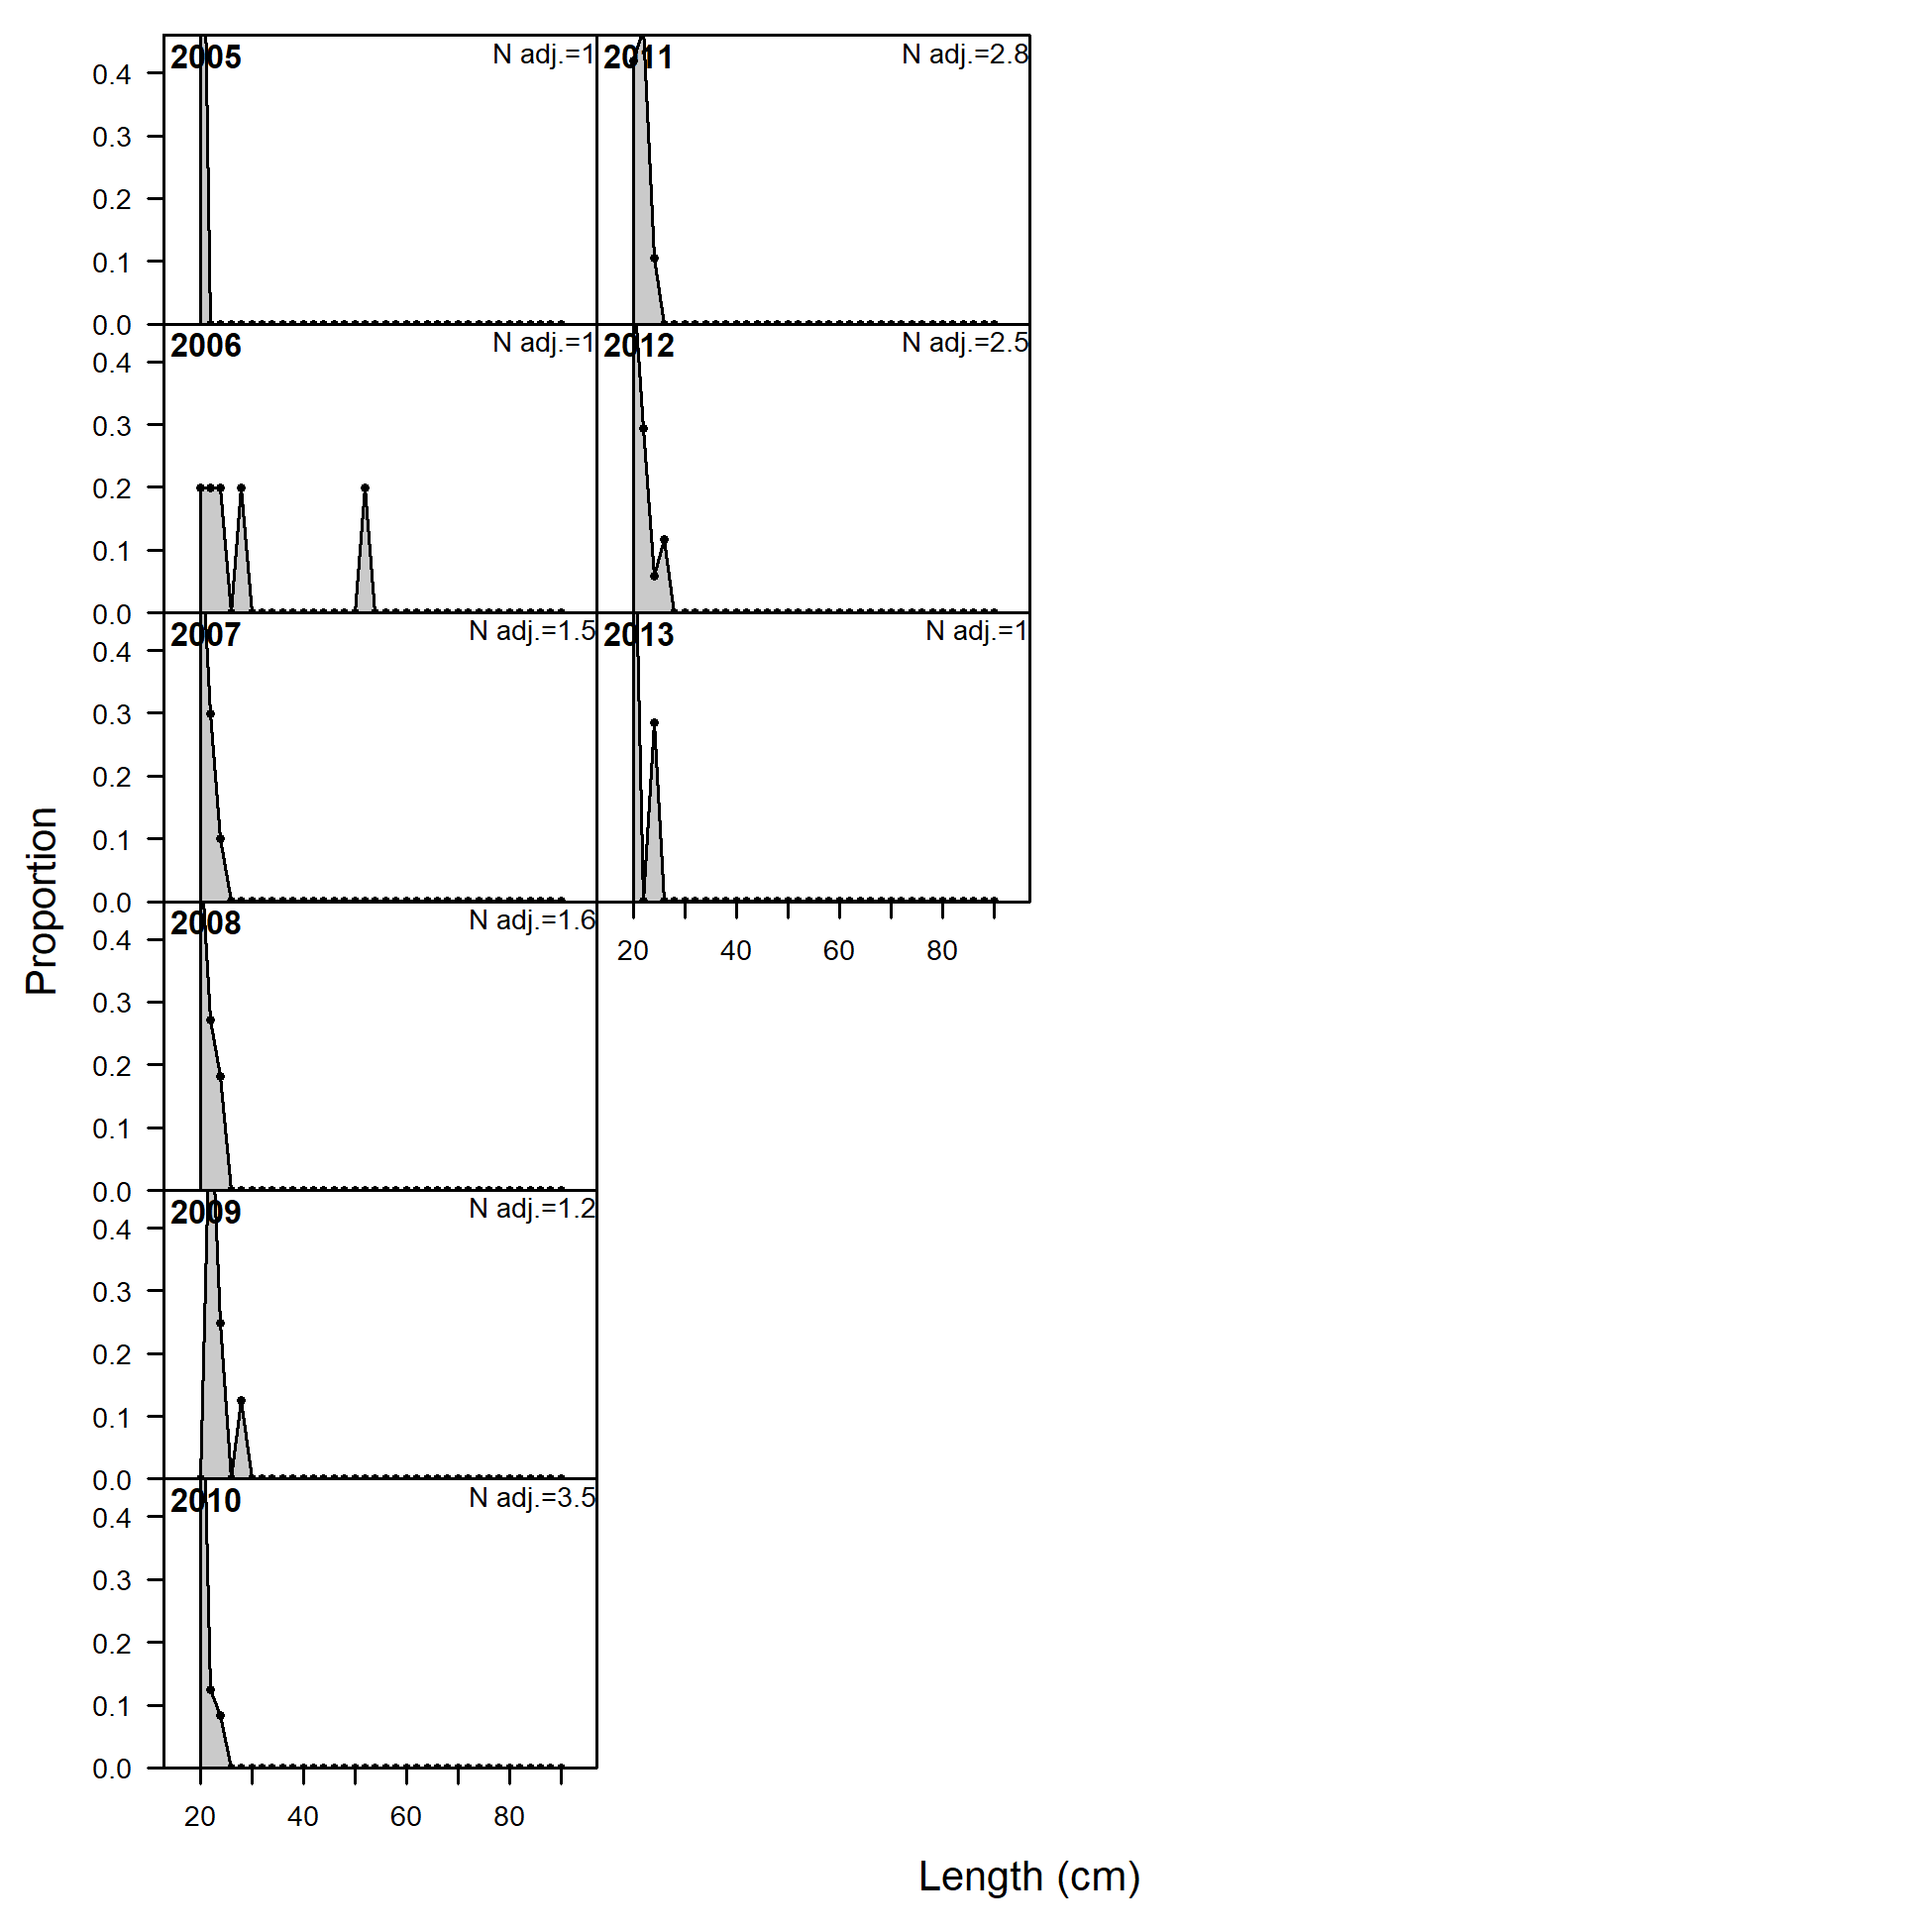 2005 N adj.=1
0.4
0.3
0.2
0.1
0.0
2006 N adj.=1
0.4
0.3
0.2
0.1
0.0
2007 N adj.=1.5
0.4
0.3
0.2
0.1
0.0
2008 N adj.=1.6
0.4
0.3
0.2
0.1
0.0
2009 N adj.=1.2
0.4
0.3
0.2
0.1
0.0
2010 N adj.=3.5
0.4
0.3
0.2
0.1
0.0
20 40 60 80
2011 N adj.=2.8
2012 N adj.=2.5
2013 N adj.=1
20 40 60 80
Proportion
Length (cm)